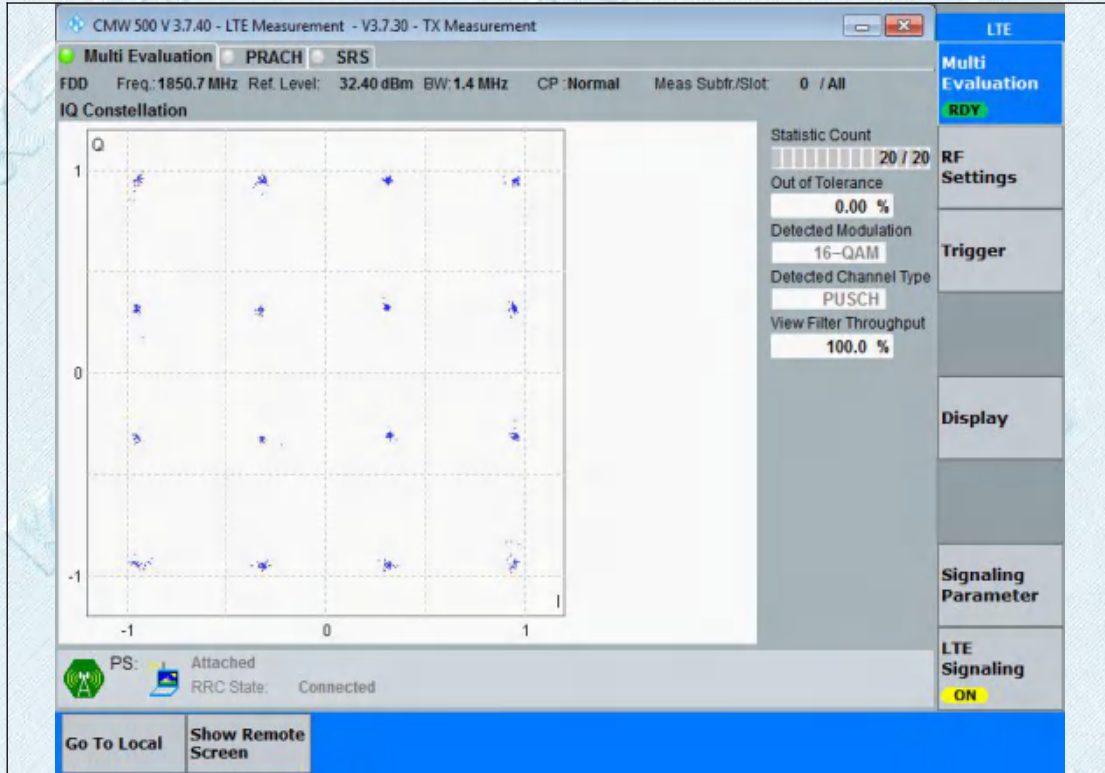 CMW 500 V 3.7.40 - LTE Measurement - V3.7.30 - TX Measurement
LTE
Multi Evaluation PRACH SRS
FDD Freq.: 1850.7 MHz Ref. Level: 32.40 dBm BW: 1.4 MHz CP : Normal Meas Subfr./Slot: 0 / All
IQ Constellation
Q
1
0
-1
-1 0 1
I
Statistic Count
20 / 20
Out of Tolerance
0.00 %
Detected Modulation
16-QAM
Detected Channel Type
PUSCH
View Filter Throughput
100.0 %
Multi
Evaluation
RDY
RF
Settings
Trigger
Display
Signaling
Parameter
LTE
Signaling
ON
PS: Attached
RRC State: Connected
Go To Local
Show Remote
Screen